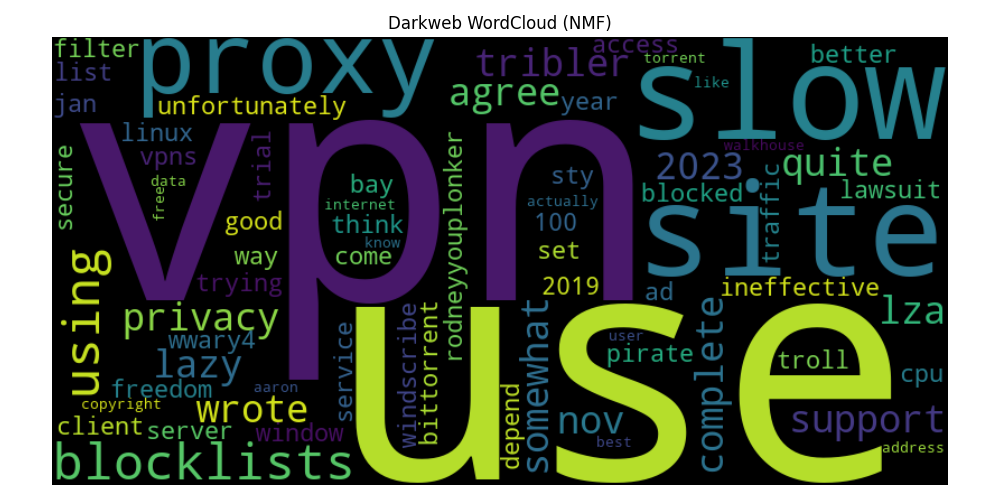 Darkweb WordCloud (NMF)
filter
proxy
tribler
access
torrent
slow
better
list
like
jan
unfortunately
agree
year
linux
vpn
walkhouse
vpns
trial
2023
quite
secure
data
free
bay
internet
think
know
come
rodneyyouplonker
sty
actually
100
set
blocked
site
traffic
lawsuit
good
way
trying
using
2019
ad
ineffective
privacy
wwary4
lazy
freedom
service
windscribe
bittorrent
use
somewhat
user
pirate
complete
troll
lza
cpu
aaron
copyright
wrote
client
server
window
depend
nov
best
support
address
blocklists